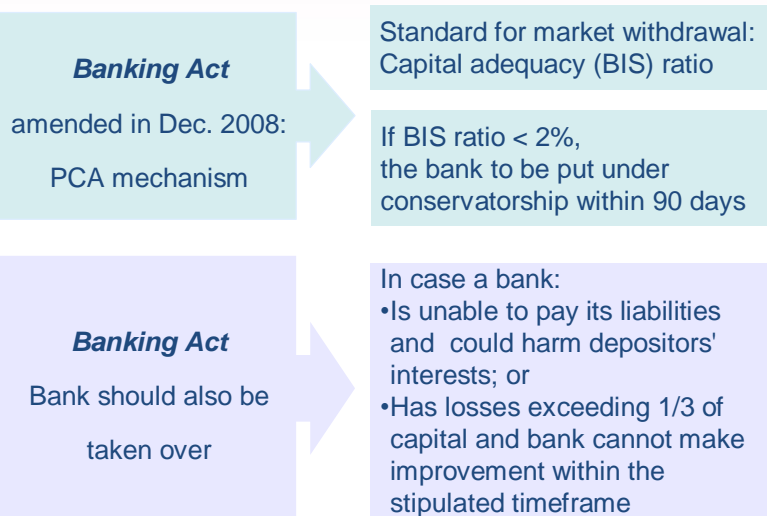 Banking Act
amended in Dec. 2008:
PCA mechanism
Standard for market withdrawal:
Capital adequacy (BIS) ratio
If BIS ratio < 2%,
the bank to be put under
conservatorship within 90 days
Banking Act
Bank should also be
taken over
In case a bank:
•Is unable to pay its liabilities
and could harm depositors'
interests; or
•Has losses exceeding 1/3 of
capital and bank cannot make
improvement within the
stipulated timeframe